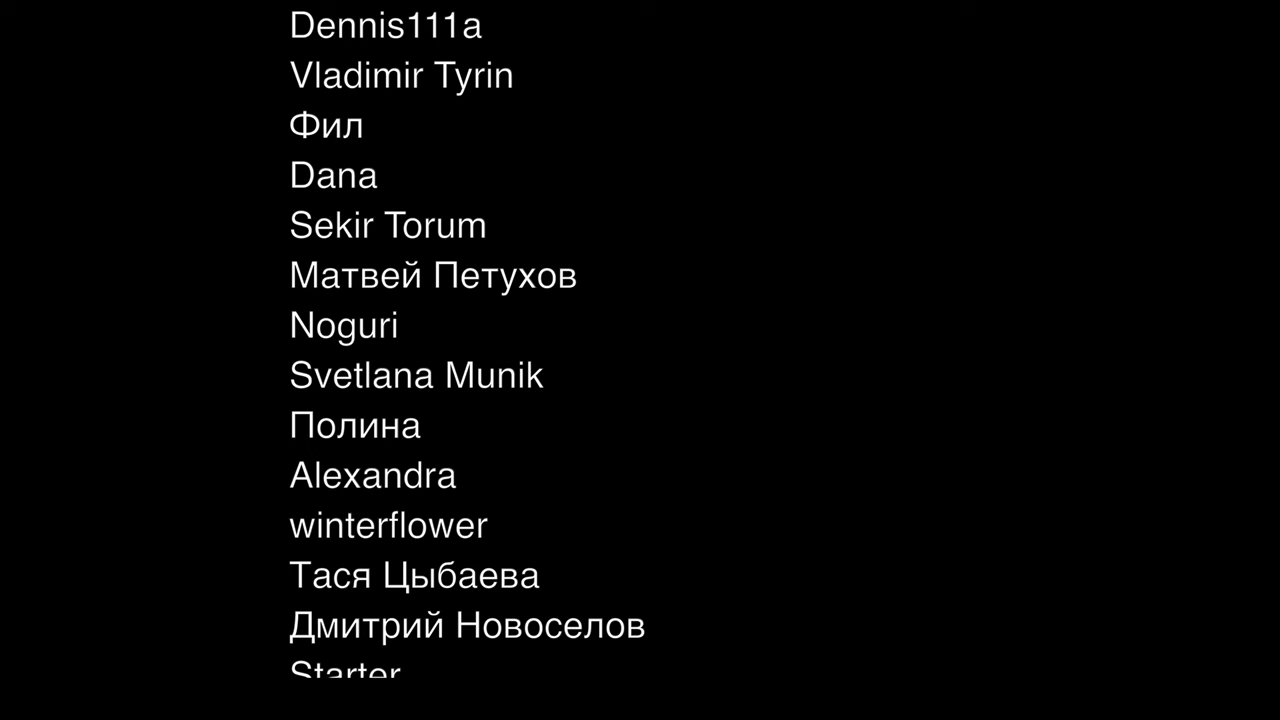 Dennis111a
Vladimir Tyrin
Фил
Dana
Sekir Torum
Матвей Петухов
Noguri
Svetlana Munik
Полина
Alexandra
winterflower
Тася Цыбаева
Дмитрий Новоселов
Starter